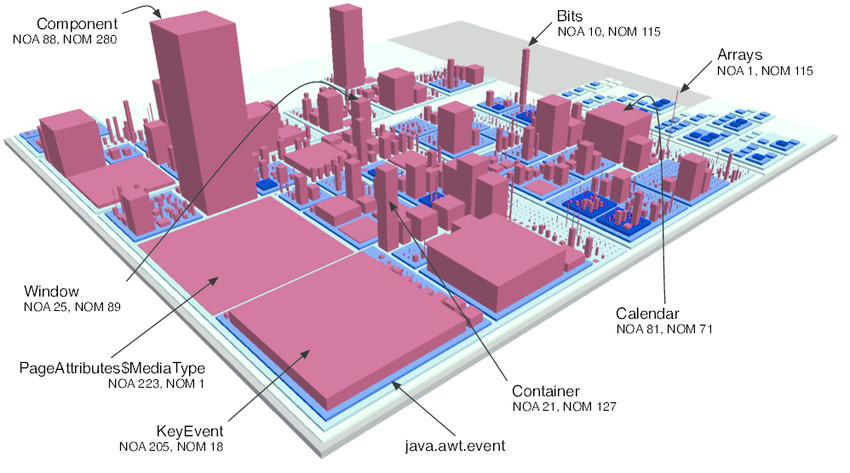 Component
NOA 88, NOM 280
Bits
NOA 10, NOM 115
Arrays
NOA 1, NOM 115
Window
NOA 25, NOM 89
Calendar
NOA 81, NOM 71
PageAttributes$MediaType
NOA 223, NOM 1
Container
NOA 21, NOM 127
KeyEvent
NOA 205, NOM 18
java.awt.event